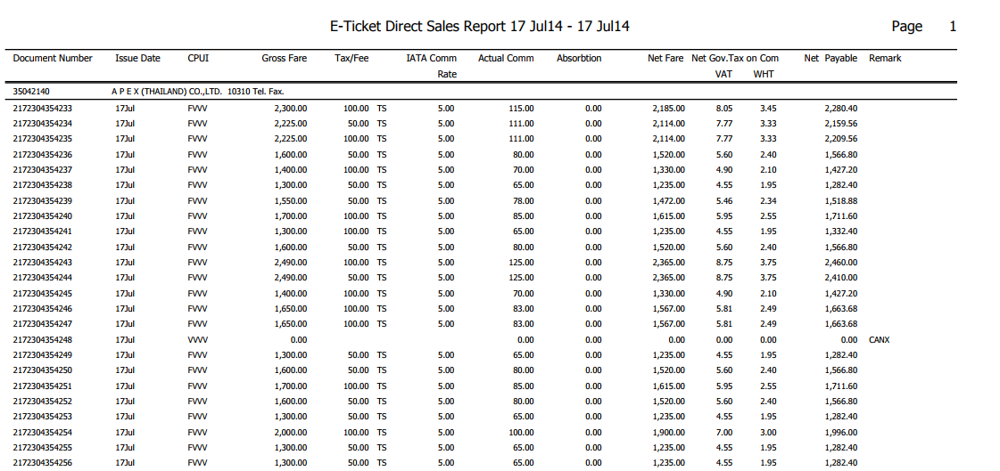 E-Ticket Direct Sales Report 17 Jul14 - 17 Jul14 Page 1
Document Number Issue Date CPUI Gross Fare Tax/Fee IATA Comm Actual Comm Absorbtion Net Fare Net Gov.Tax on Com Net Payable Remark
Rate VAT WHT
35042140 A P E X (THAILAND) CO.,LTD. 10310 Tel. Fax.
2172304354233 17Jul FVVV 2,300.00 100.00 TS 5.00 115.00 0.00 2,185.00 8.05 3.45 2,280.40
2172304354234 17Jul FVVV 2,225.00 50.00 TS 5.00 111.00 0.00 2,114.00 7.77 3.33 2,159.56
2172304354235 17Jul FVVV 2,225.00 100.00 TS 5.00 111.00 0.00 2,114.00 7.77 3.33 2,209.56
2172304354236 17Jul FVVV 1,600.00 50.00 TS 5.00 80.00 0.00 1,520.00 5.60 2.40 1,566.80
2172304354237 17Jul FVVV 1,400.00 100.00 TS 5.00 70.00 0.00 1,330.00 4.90 2.10 1,427.20
2172304354238 17Jul FVVV 1,300.00 50.00 TS 5.00 65.00 0.00 1,235.00 4.55 1.95 1,282.40
2172304354239 17Jul FVVV 1,550.00 50.00 TS 5.00 78.00 0.00 1,472.00 5.46 2.34 1,518.88
2172304354240 17Jul FVVV 1,700.00 100.00 TS 5.00 85.00 0.00 1,615.00 5.95 2.55 1,711.60
2172304354241 17Jul FVVV 1,300.00 100.00 TS 5.00 65.00 0.00 1,235.00 4.55 1.95 1,332.40
2172304354242 17Jul FVVV 1,600.00 50.00 TS 5.00 80.00 0.00 1,520.00 5.60 2.40 1,566.80
2172304354243 17Jul FVVV 2,490.00 100.00 TS 5.00 125.00 0.00 2,365.00 8.75 3.75 2,460.00
2172304354244 17Jul FVVV 2,490.00 50.00 TS 5.00 125.00 0.00 2,365.00 8.75 3.75 2,410.00
2172304354245 17Jul FVVV 1,400.00 100.00 TS 5.00 70.00 0.00 1,330.00 4.90 2.10 1,427.20
2172304354246 17Jul FVVV 1,650.00 100.00 TS 5.00 83.00 0.00 1,567.00 5.81 2.49 1,663.68
2172304354247 17Jul FVVV 1,650.00 100.00 TS 5.00 83.00 0.00 1,567.00 5.81 2.49 1,663.68
2172304354248 17Jul VVVV 0.00 0.00 0.00 0.00 0.00 0.00 0.00 CANX
2172304354249 17Jul FVVV 1,300.00 50.00 TS 5.00 65.00 0.00 1,235.00 4.55 1.95 1,282.40
2172304354250 17Jul FVVV 1,600.00 50.00 TS 5.00 80.00 0.00 1,520.00 5.60 2.40 1,566.80
2172304354251 17Jul FVVV 1,700.00 100.00 TS 5.00 85.00 0.00 1,615.00 5.95 2.55 1,711.60
2172304354252 17Jul FVVV 1,600.00 50.00 TS 5.00 80.00 0.00 1,520.00 5.60 2.40 1,566.80
2172304354253 17Jul FVVV 1,300.00 50.00 TS 5.00 65.00 0.00 1,235.00 4.55 1.95 1,282.40
2172304354254 17Jul FVVV 2,000.00 100.00 TS 5.00 100.00 0.00 1,900.00 7.00 3.00 1,996.00
2172304354255 17Jul FVVV 1,300.00 50.00 TS 5.00 65.00 0.00 1,235.00 4.55 1.95 1,282.40
2172304354256 17Jul FVVV 1,300.00 50.00 TS 5.00 65.00 0.00 1,235.00 4.55 1.95 1,282.40